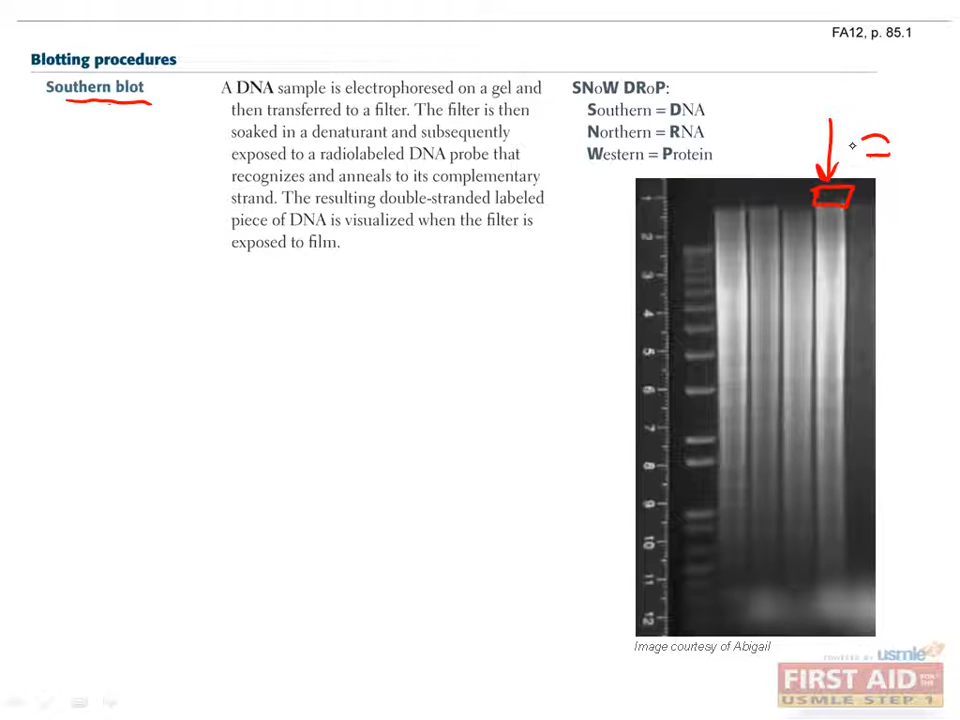 FA12, p. 85.1
Blotting procedures
Southern blot
A DNA sample is electrophoresed on a gel and
then transferred to a filter. The filter is then
soaked in a denaturant and subsequently
exposed to a radiolabeled DNA probe that
recognizes and anneals to its complementary
strand. The resulting double-stranded labeled
piece of DNA is visualized when the filter is
exposed to film.
SNoW DRoP:
Southern = DNA
Northern = RNA
Western = Protein
1
2
3
4
5
6
7
8
9
10
11
12
Image courtesy of Abigail
POWERED BY usmle
FIRST AID FOR THE
USMLE STEP 1